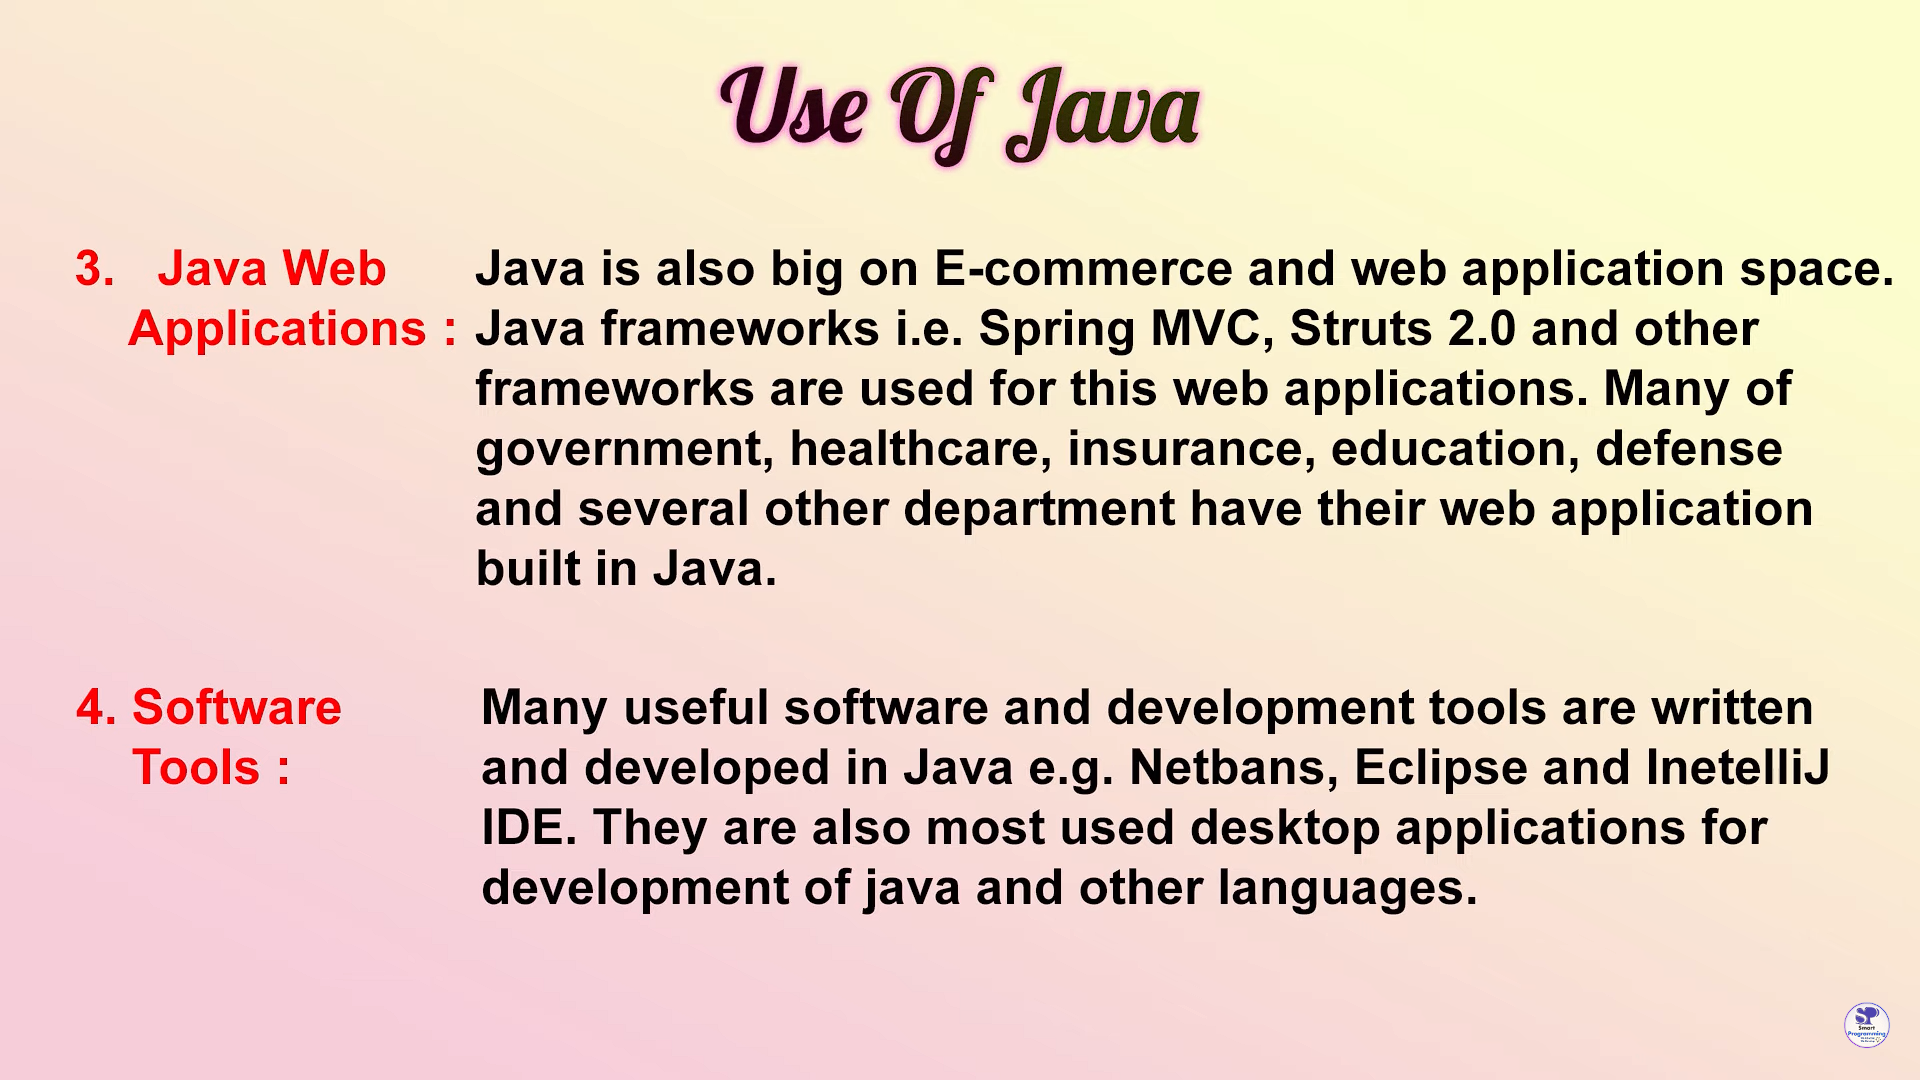 Use Of Java
3. Java Web Applications :
Java is also big on E-commerce and web application space.
Java frameworks i.e. Spring MVC, Struts 2.0 and other
frameworks are used for this web applications. Many of
government, healthcare, insurance, education, defense
and several other department have their web application
built in Java.
4. Software
Tools :
Many useful software and development tools are written
and developed in Java e.g. Netbans, Eclipse and InetelliJ
IDE. They are also most used desktop applications for
development of java and other languages.
SP
Smart
Programming